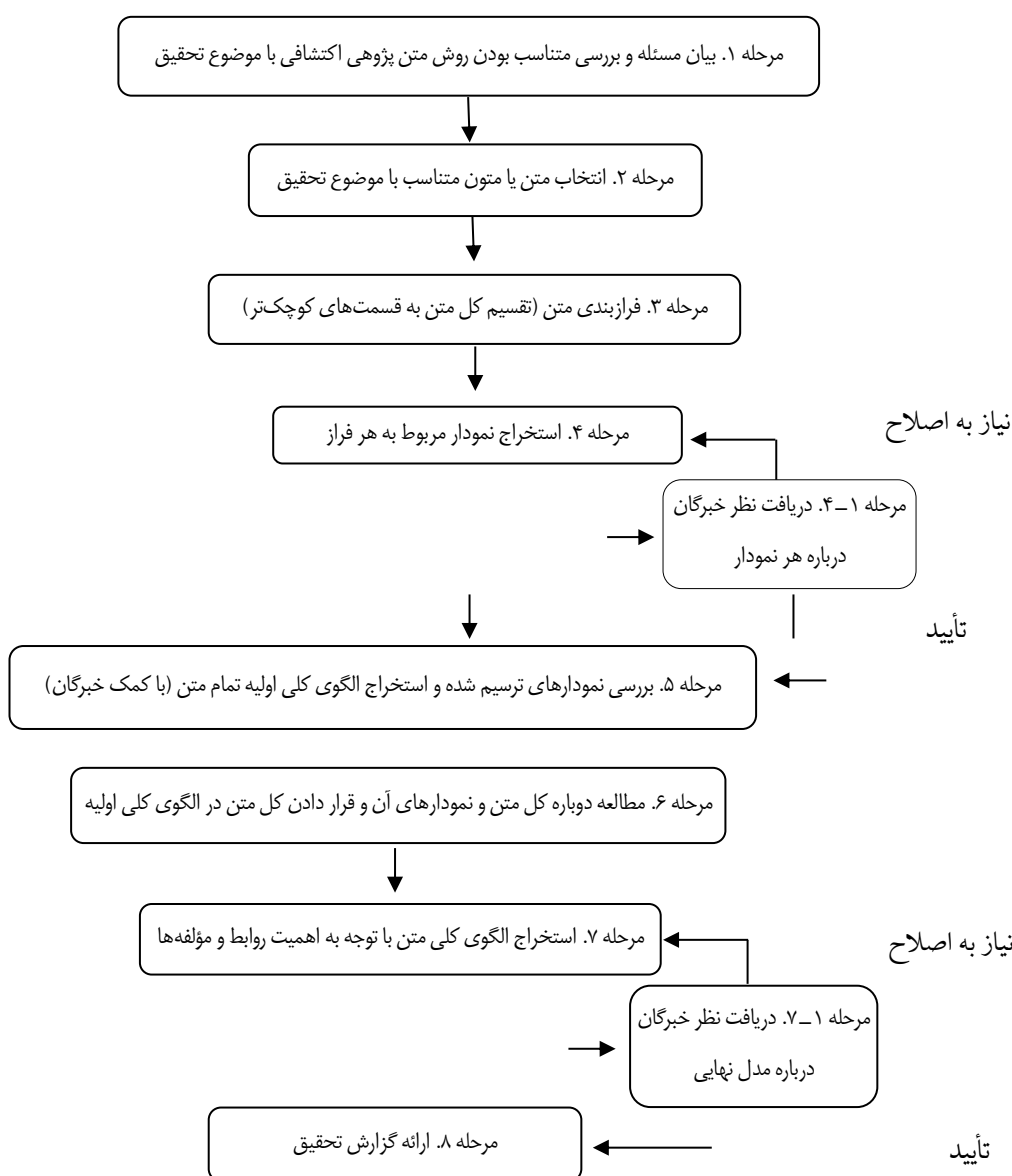 مرحله ۱. بیان مسئله و بررسی متناسب بودن روش متن پژوهی اکتشافی با موضوع تحقیق
مرحله ۲. انتخاب متن یا متون متناسب با موضوع تحقیق
مرحله ۳. فرازبندی متن (تقسیم کل متن به قسمت‌های کوچک‌تر)
نیاز به اصلاح
مرحله ۴. استخراج نمودار مربوط به هر فراز
مرحله ۱–۴. دریافت نظر خبرگان
درباره هر نمودار
تأیید
مرحله ۵. بررسی نمودارهای ترسیم شده و استخراج الگوی کلی اولیه تمام متن (با کمک خبرگان)
مرحله ۶. مطالعه دوباره کل متن و نمودارهای آن و قرار دادن کل متن در الگوی کلی اولیه
نیاز به اصلاح
مرحله ۷. استخراج الگوی کلی متن با توجه به اهمیت روابط و مؤلفه‌ها
مرحله ۱–۷. دریافت نظر خبرگان
درباره مدل نهایی
تأیید
مرحله ۸. ارائه گزارش تحقیق